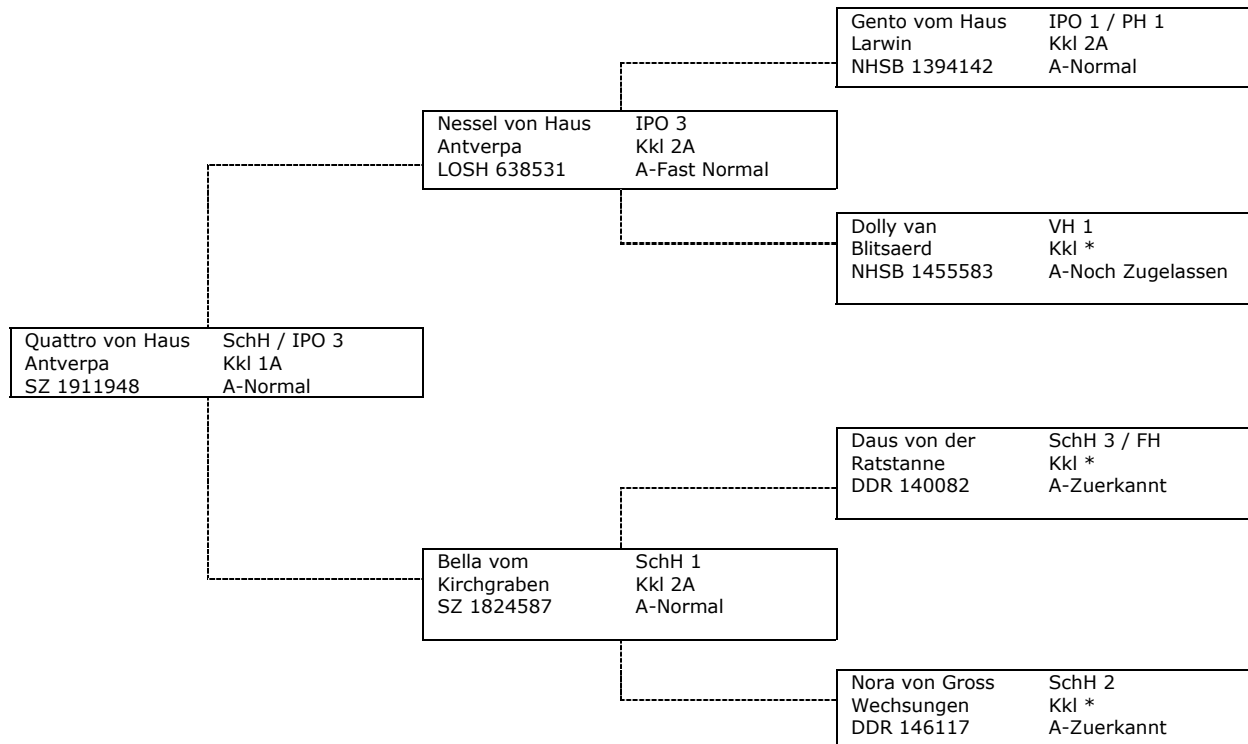 Gento vom Haus IPO 1 / PH 1
Larwin Kkl 2A
NHSB 1394142 A-Normal
Nessel von Haus IPO 3
Antverpa Kkl 2A
LOSH 638531 A-Fast Normal
Dolly van VH 1
Blitsaerd Kkl *
NHSB 1455583 A-Noch Zugelassen
Quattro von Haus SchH / IPO 3
Antverpa Kkl 1A
SZ 1911948 A-Normal
Daus von der SchH 3 / FH
Ratstanne Kkl *
DDR 140082 A-Zuerkannt
Bella vom SchH 1
Kirchgraben Kkl 2A
SZ 1824587 A-Normal
Nora von Gross SchH 2
Wechsungen Kkl *
DDR 146117 A-Zuerkannt